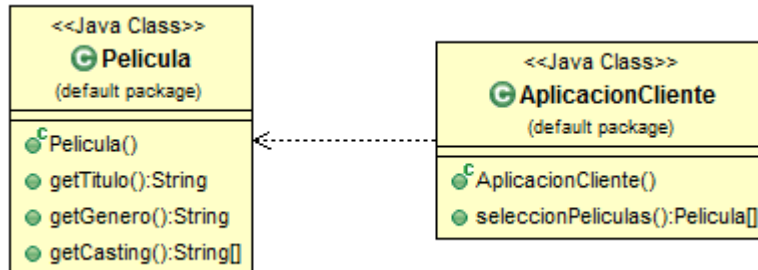 <<Java Class>>
Pelicula
(default package)
Pelicula()
getTitulo():String
getGenero():String
getCasting():String[]
<<Java Class>>
AplicacionCliente
(default package)
AplicacionCliente()
seleccionPeliculas():Pelicula[]